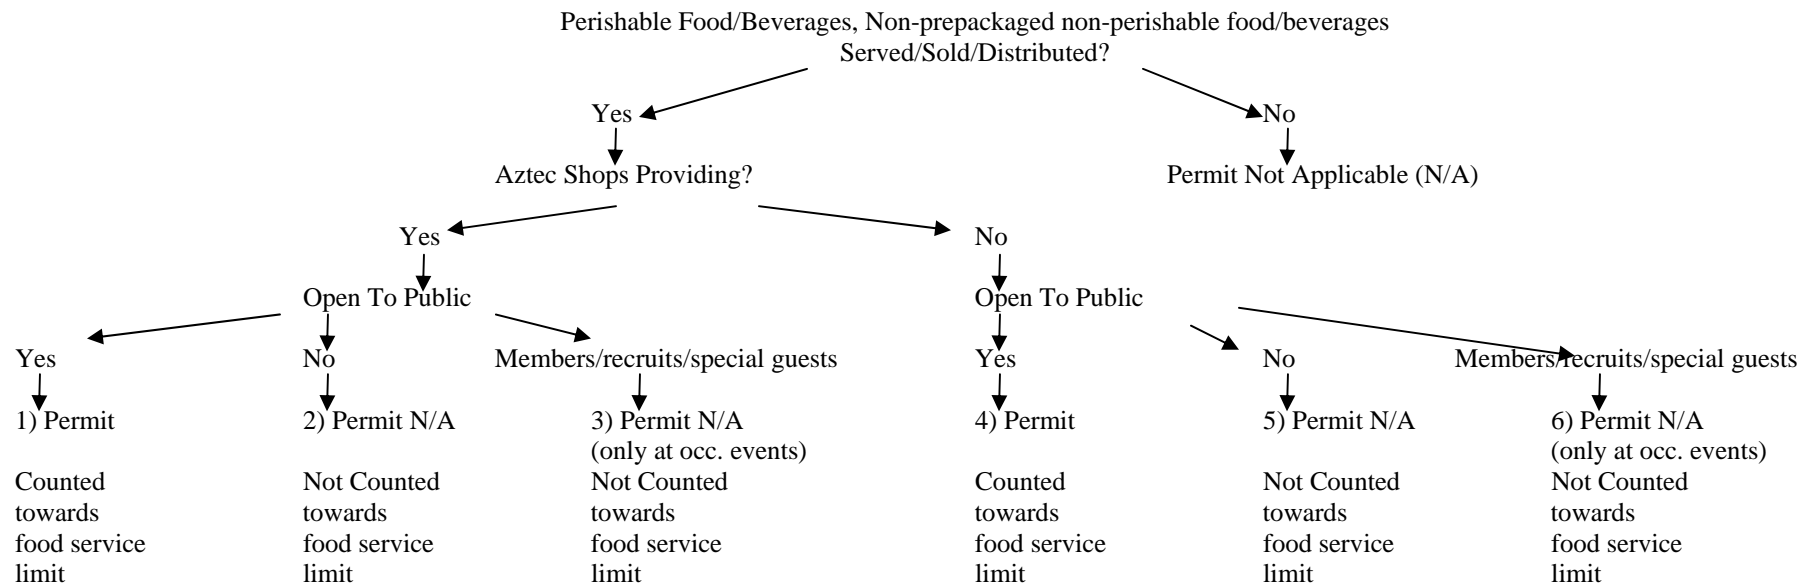 Perishable Food/Beverages, Non-prepackaged non-perishable food/beverages
Served/Sold/Distributed?
Yes
No
Aztec Shops Providing?
Permit Not Applicable (N/A)
Yes
No
Open To Public
Open To Public
Yes
No
Members/recruits/special guests
Yes
No
Members/recruits/special guests
1) Permit
2) Permit N/A
3) Permit N/A
4) Permit
5) Permit N/A
6) Permit N/A
(only at occ. events)
(only at occ. events)
Counted
Not Counted
Not Counted
Counted
Not Counted
Not Counted
towards
towards
towards
towards
towards
towards
food service
food service
food service
food service
food service
food service
limit
limit
limit
limit
limit
limit